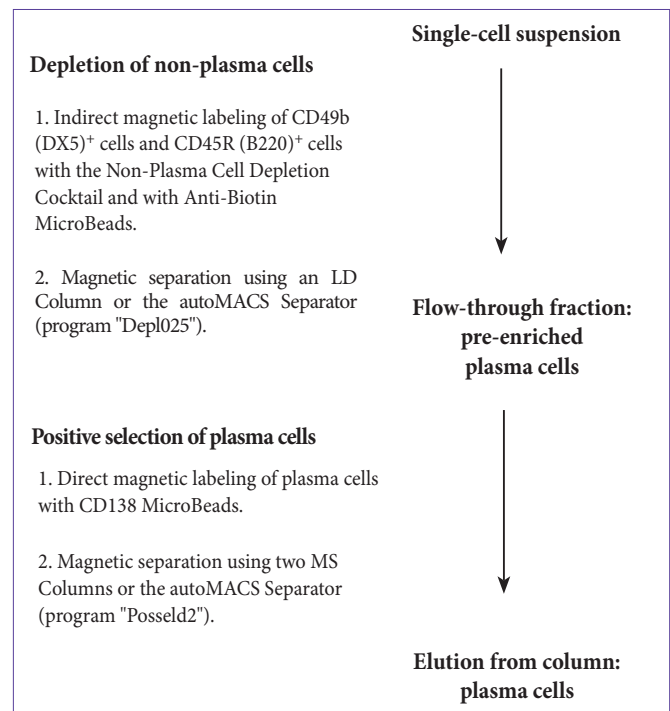 Single-cell suspension
Depletion of non-plasma cells
1. Indirect magnetic labeling of CD49b
(DX5)⁺ cells and CD45R (B220)⁺ cells
with the Non-Plasma Cell Depletion
Cocktail and with Anti-Biotin
MicroBeads.
2. Magnetic separation using an LD
Column or the autoMACS Separator
(program "Depl025").
Flow-through fraction:
pre-enriched
plasma cells
Positive selection of plasma cells
1. Direct magnetic labeling of plasma cells
with CD138 MicroBeads.
2. Magnetic separation using two MS
Columns or the autoMACS Separator
(program "Posseld2").
Elution from column:
plasma cells